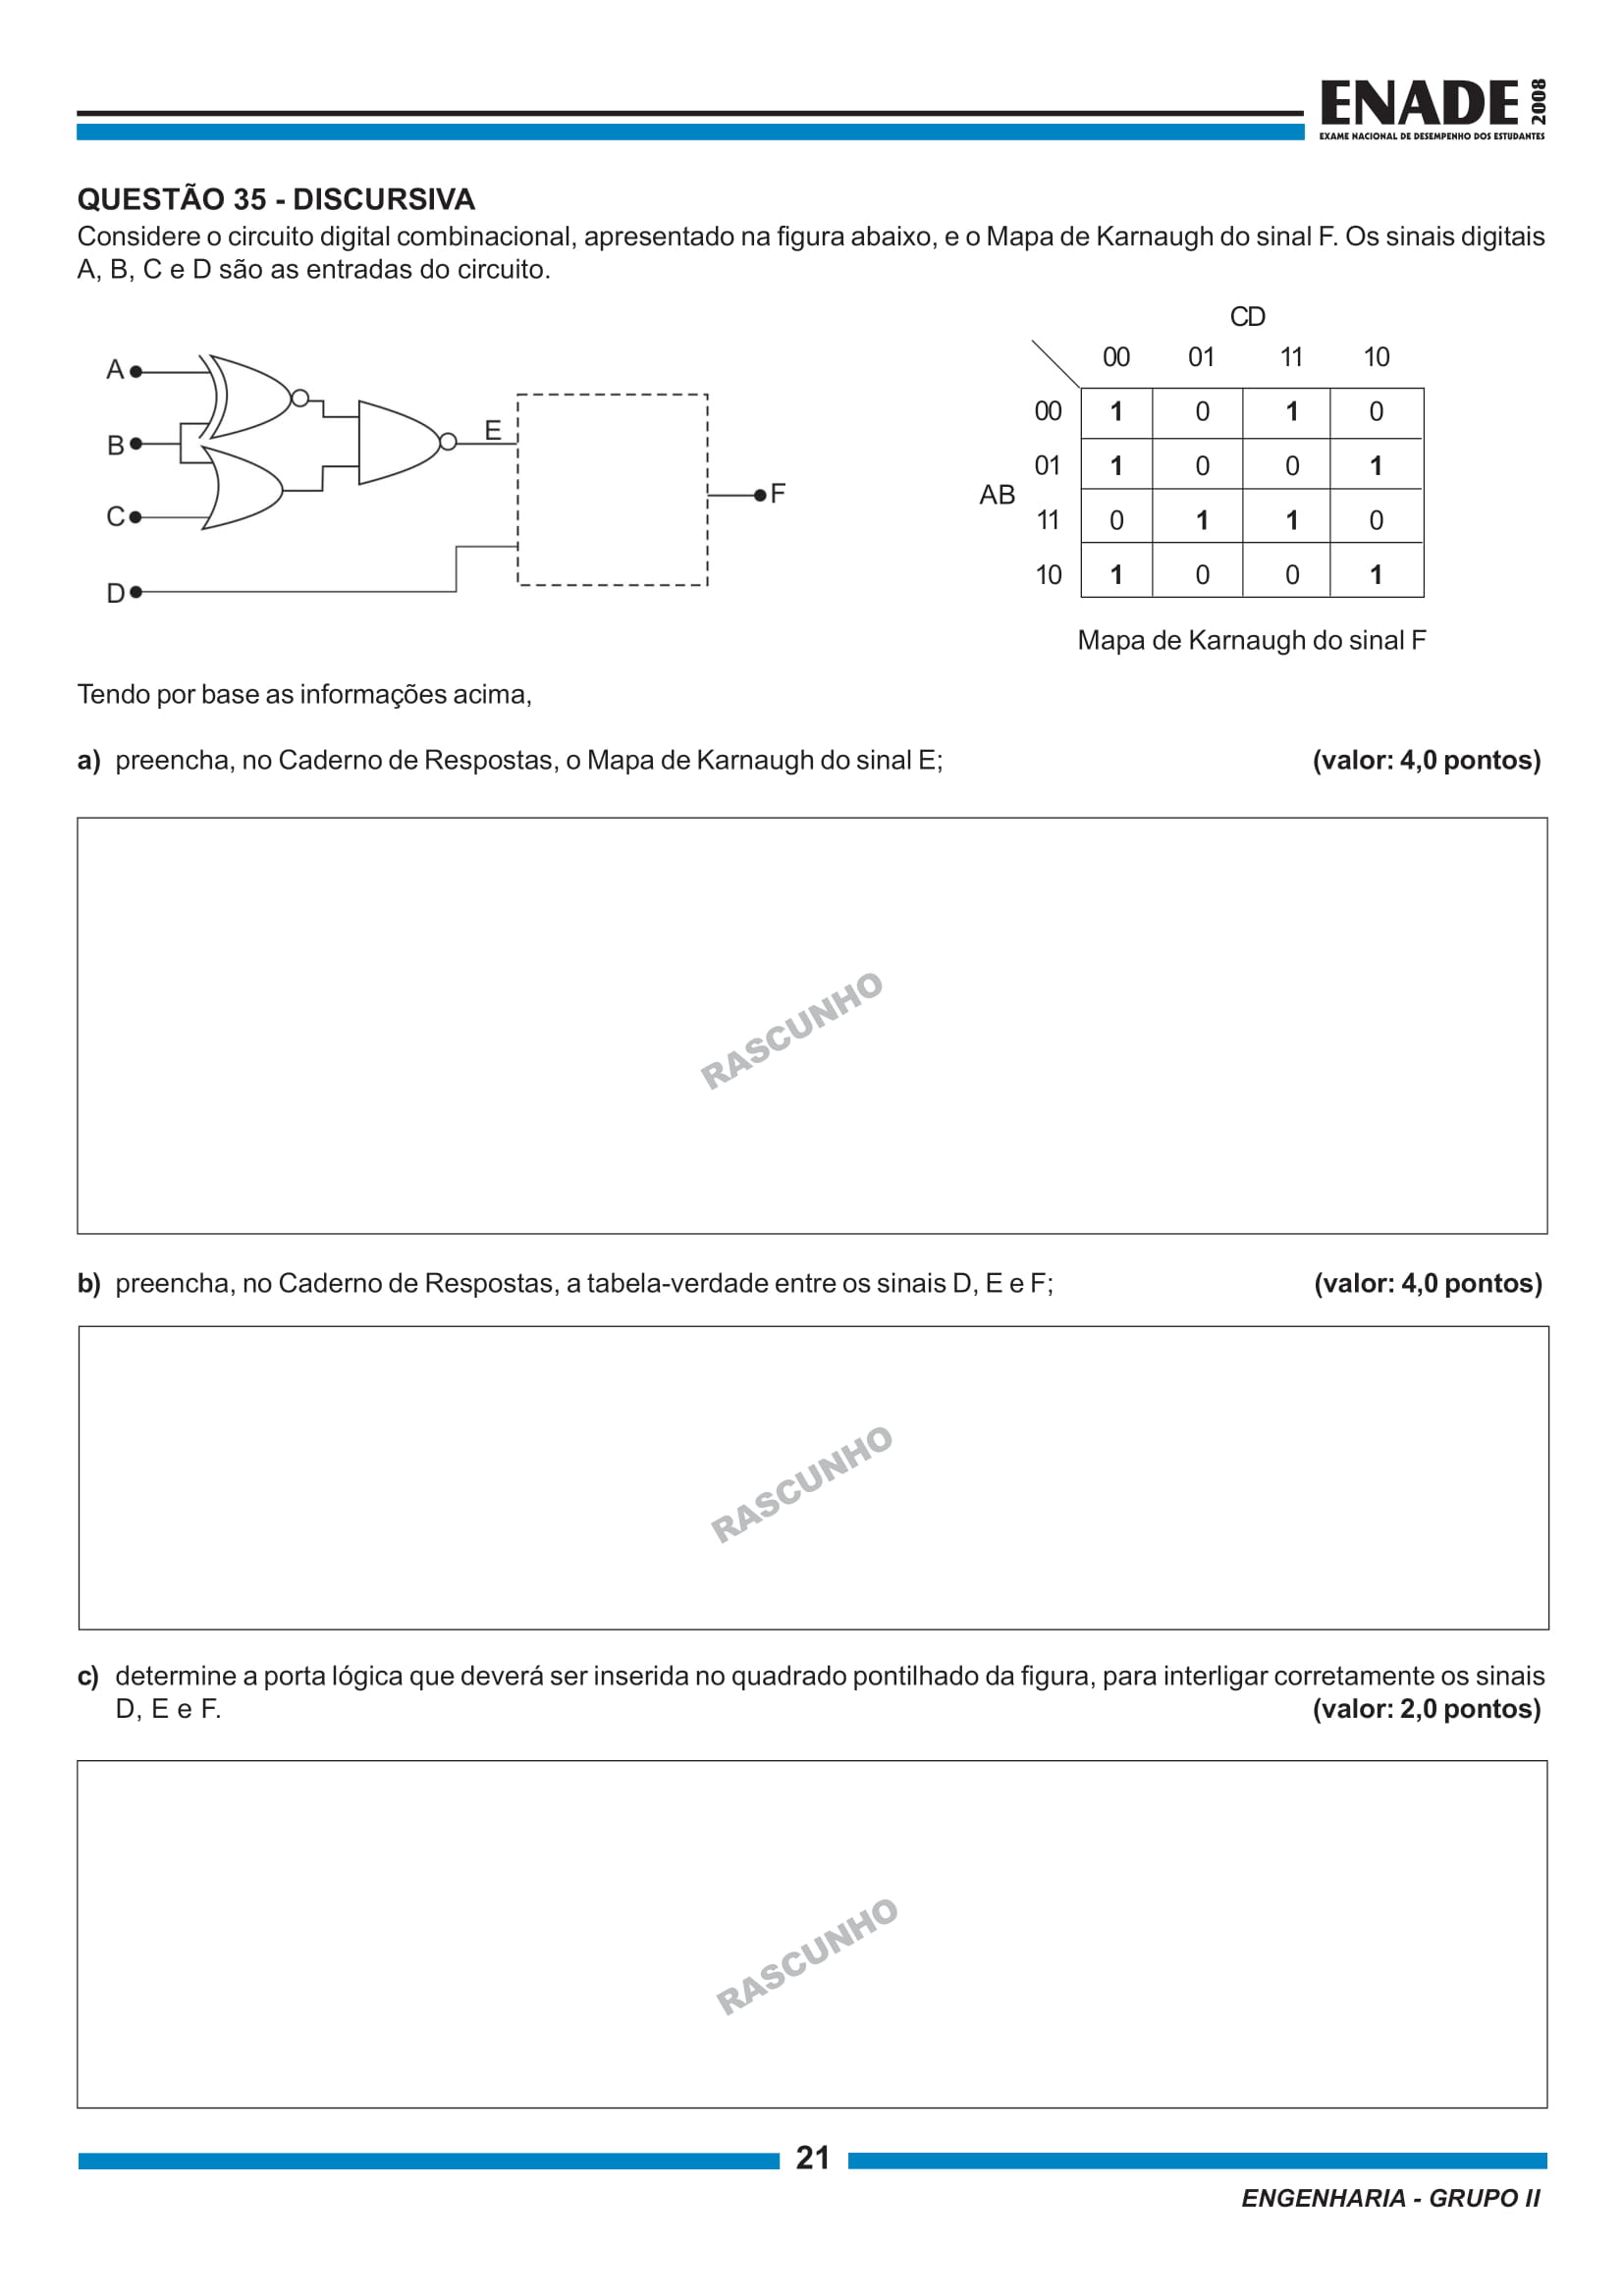 ENADE 2008
EXAME NACIONAL DE DESEMPENHO DOS ESTUDANTES
QUESTÃO 35 - DISCURSIVA
Considere o circuito digital combinacional, apresentado na figura abaixo, e o Mapa de Karnaugh do sinal F. Os sinais digitais
A, B, C e D são as entradas do circuito.
A
B
C
D
E
F
CD
00 01 11 10
AB
00 1 0 1 0
01 1 0 0 1
11 0 1 1 0
10 1 0 0 1
Mapa de Karnaugh do sinal F
Tendo por base as informações acima,
a) preencha, no Caderno de Respostas, o Mapa de Karnaugh do sinal E; (valor: 4,0 pontos)
RASCUNHO
b) preencha, no Caderno de Respostas, a tabela-verdade entre os sinais D, E e F; (valor: 4,0 pontos)
RASCUNHO
c) determine a porta lógica que deverá ser inserida no quadrado pontilhado da figura, para interligar corretamente os sinais
D, E e F. (valor: 2,0 pontos)
RASCUNHO
21
ENGENHARIA - GRUPO II